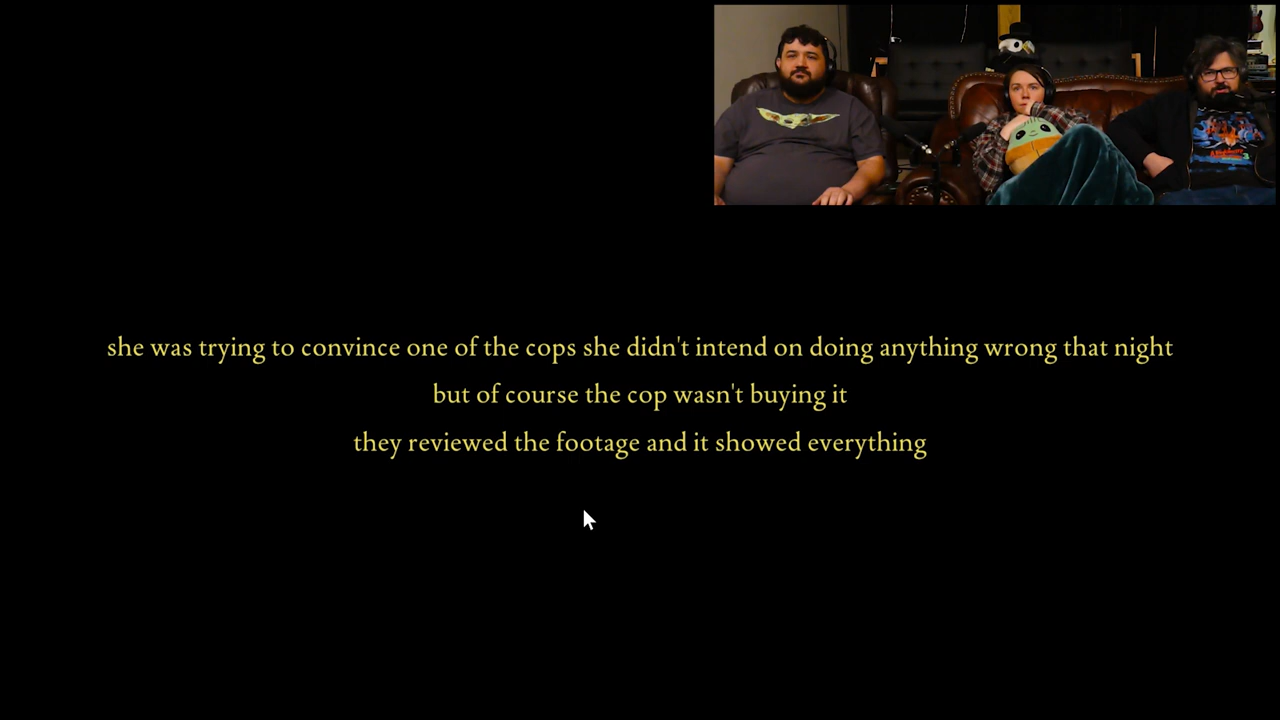 she was trying to convince one of the cops she didn't intend on doing anything wrong that night
but of course the cop wasn't buying it
they reviewed the footage and it showed everything